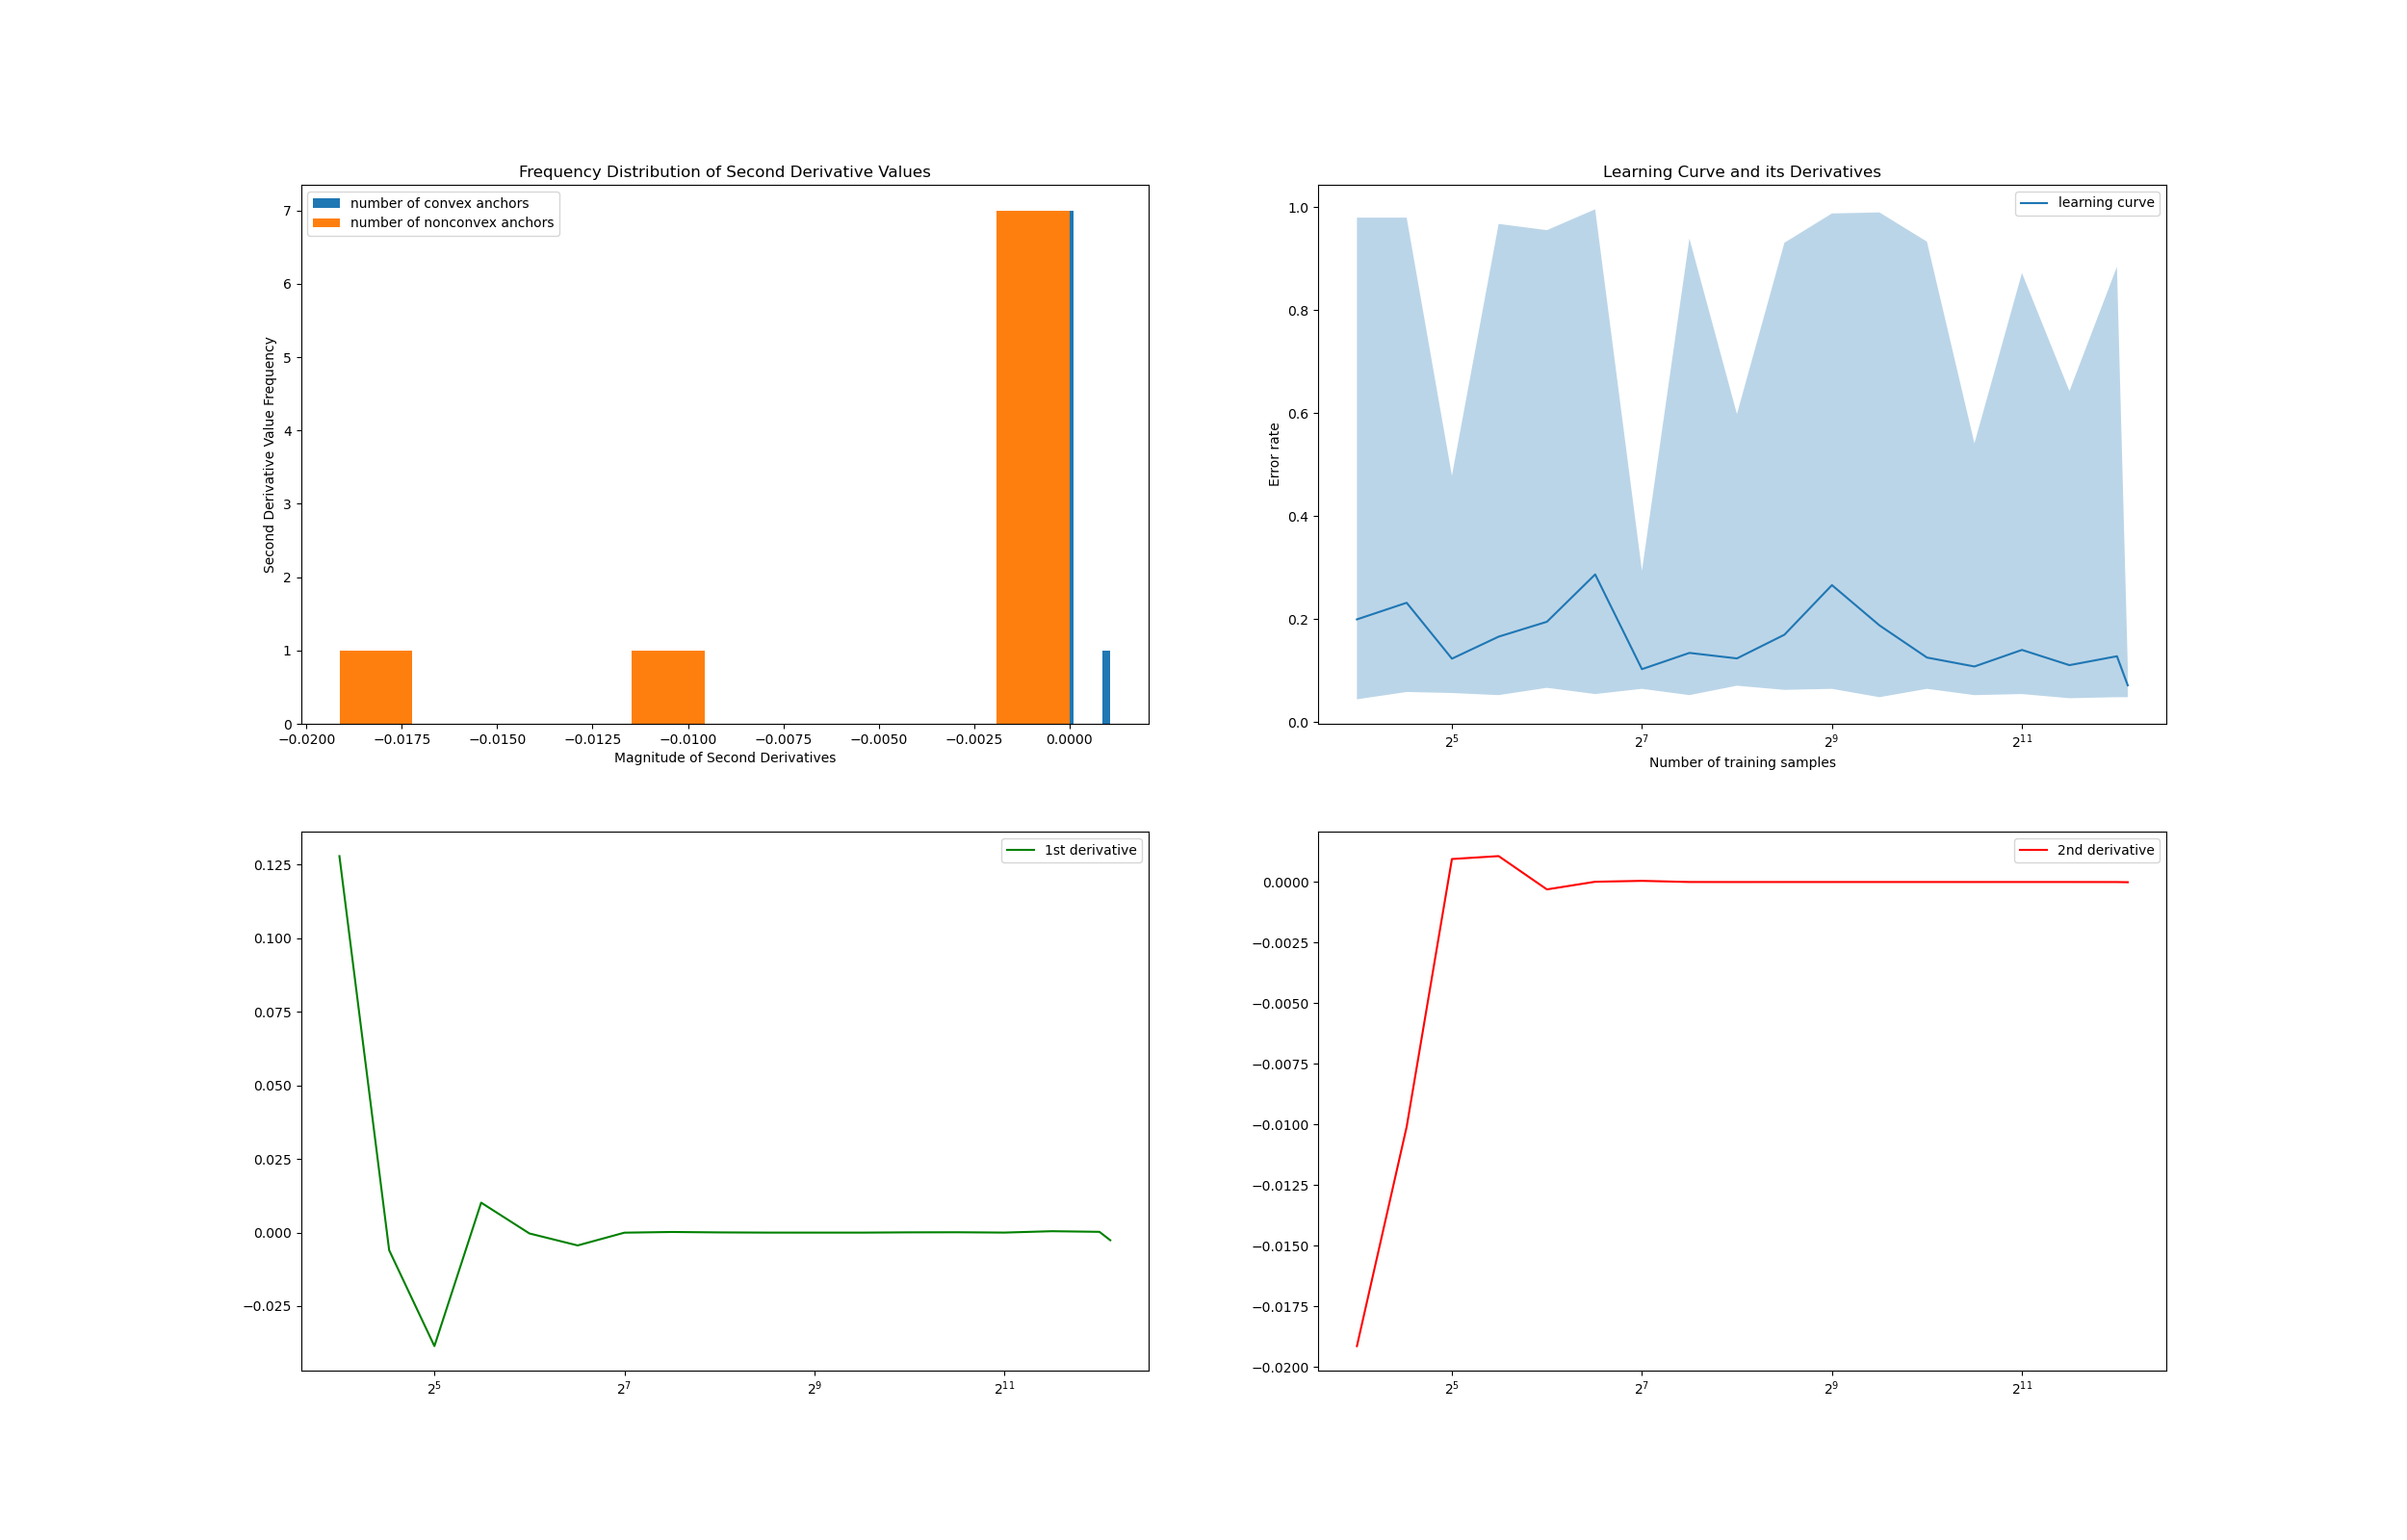 Frequency Distribution of Second Derivative Values
number of convex anchors
number of nonconvex anchors
Second Derivative Value Frequency
7
6
5
4
3
2
1
0
−0.0200 −0.0175 −0.0150 −0.0125 −0.0100 −0.0075 −0.0050 −0.0025 0.0000
Magnitude of Second Derivatives
Learning Curve and its Derivatives
learning curve
Error rate
1.0
0.8
0.6
0.4
0.2
0.0
2^5 2^7 2^9 2^11
Number of training samples
1st derivative
0.125
0.100
0.075
0.050
0.025
0.000
−0.025
2^5 2^7 2^9 2^11
2nd derivative
0.0000
−0.0025
−0.0050
−0.0075
−0.0100
−0.0125
−0.0150
−0.0175
−0.0200
2^5 2^7 2^9 2^11